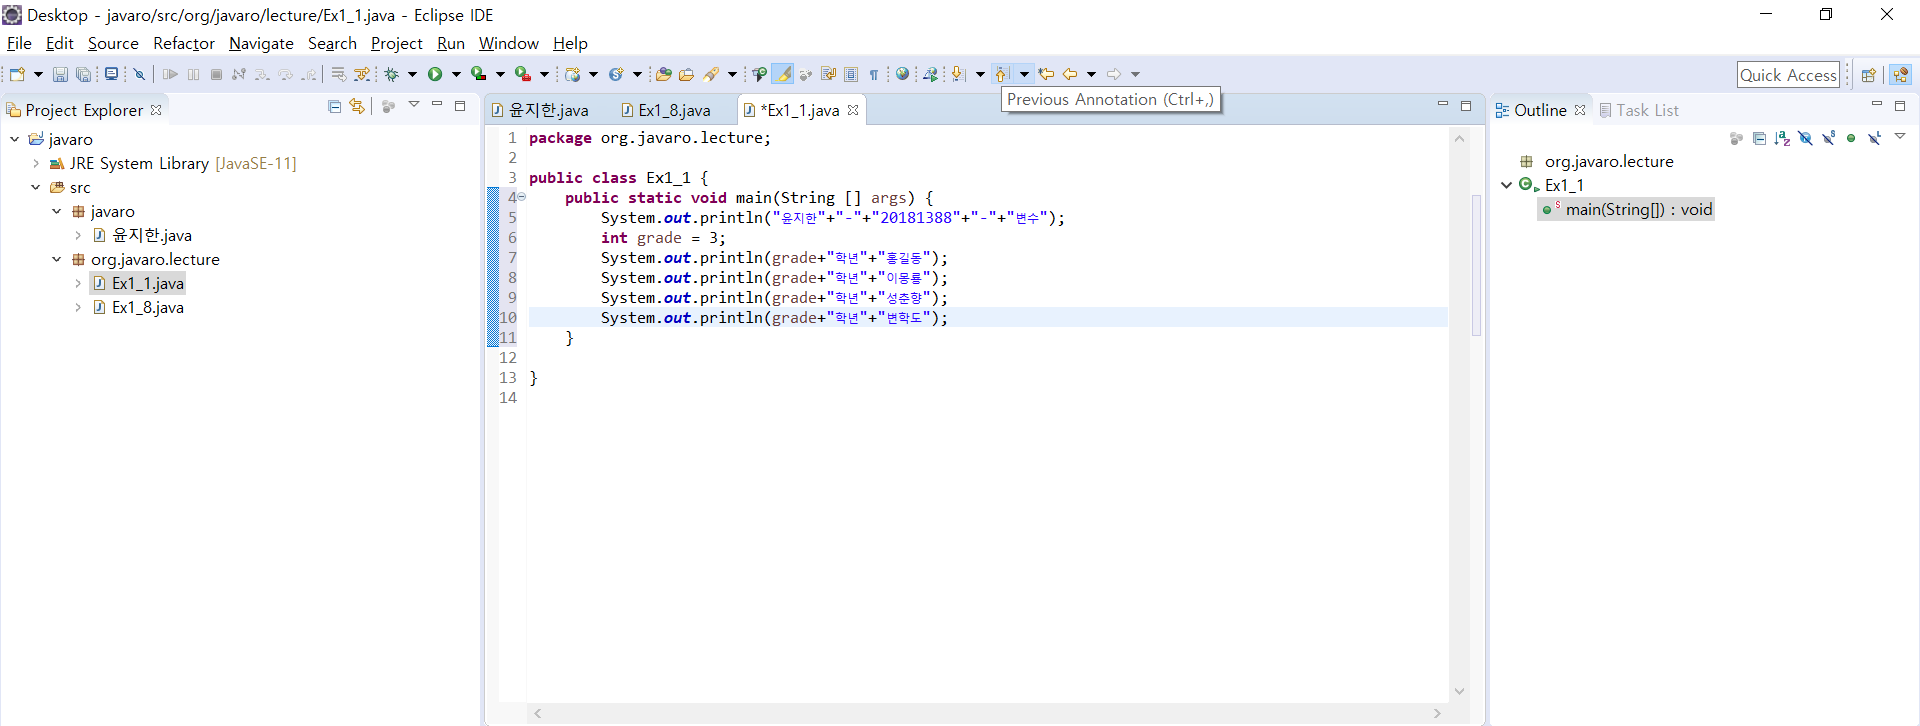 Desktop - javaro/src/org/javaro/lecture/Ex1_1.java - Eclipse IDE
File Edit Source Refactor Navigate Search Project Run Window Help
Quick Access
Previous Annotation (Ctrl+,)
Project Explorer
javaro
JRE System Library [JavaSE-11]
src
javaro
윤지한.java
org.javaro.lecture
Ex1_1.java
Ex1_8.java
윤지한.java Ex1_8.java *Ex1_1.java
1 package org.javaro.lecture;
2
3 public class Ex1_1 {
4 public static void main(String [] args) {
5 System.out.println("윤지한"+"-"+"20181388"+"-"+"변수");
6 int grade = 3;
7 System.out.println(grade+"학년"+"홍길동");
8 System.out.println(grade+"학년"+"이몽룡");
9 System.out.println(grade+"학년"+"성춘향");
10 System.out.println(grade+"학년"+"변학도");
11 }
12
13 }
14
Outline Task List
org.javaro.lecture
Ex1_1
main(String[]) : void